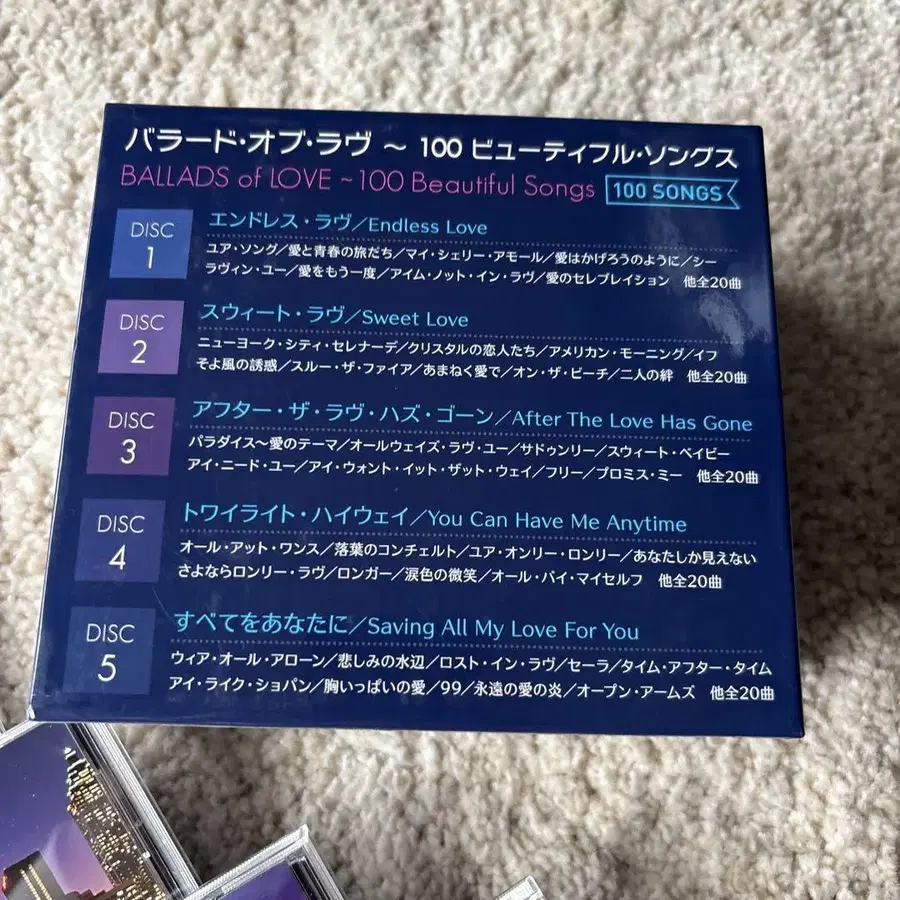 バラード・オブ・ラヴ ～ 100 ビューティフル・ソングス
BALLADS of LOVE ~100 Beautiful Songs 100 SONGS
DISC 1
エンドレス・ラヴ／Endless Love
ユア・ソング／愛と青春の旅だち／マイ・シェリー・アモール／愛はかげろうのように／シー
ラヴィン・ユー／愛をもう一度／アイム・ノット・イン・ラヴ／愛のセレブレイション 他全20曲
DISC 2
スウィート・ラヴ／Sweet Love
ニューヨーク・シティ・セレナーデ／クリスタルの恋人たち／アメリカン・モーニング／イフ
そよ風の誘惑／スルー・ザ・ファイア／あまねく愛で／オン・ザ・ビーチ／二人の絆 他全20曲
DISC 3
アフター・ザ・ラヴ・ハズ・ゴーン／After The Love Has Gone
パラダイス～愛のテーマ／オールウェイズ・ラヴ・ユー／サドゥンリー／スウィート・ベイビー
アイ・ニード・ユー／アイ・ウォント・イット・ザット・ウェイ／フリー／プロミス・ミー 他全20曲
DISC 4
トワイライト・ハイウェイ／You Can Have Me Anytime
オール・アット・ワンス／落葉のコンチェルト／ユア・オンリー・ロンリー／あなたしか見えない
さよならロンリー・ラヴ／ロンガー／涙色の微笑／オール・バイ・マイセルフ 他全20曲
DISC 5
すべてをあなたに／Saving All My Love For You
ウィア・オール・アローン／悲しみの水辺／ロスト・イン・ラヴ／セーラ／タイム・アフター・タイム
アイ・ライク・ショパン／胸いっぱいの愛／99／永遠の愛の炎／オープン・アームズ 他全20曲